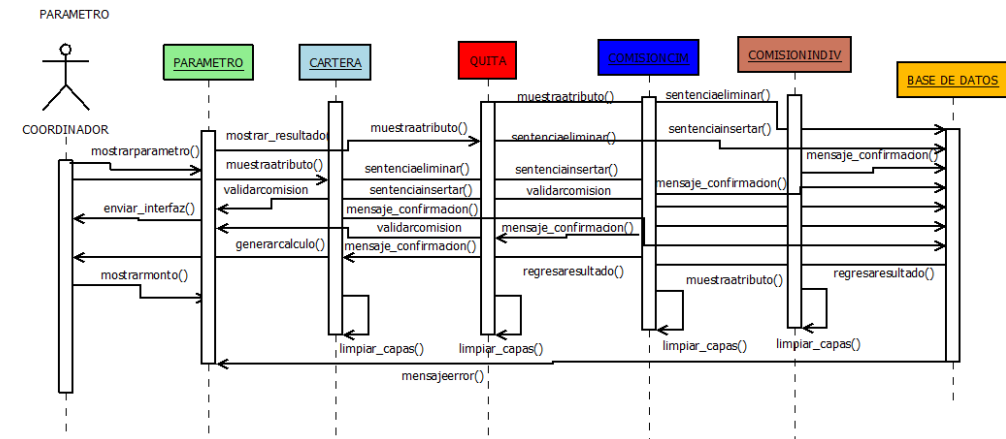 PARAMETRO
PARAMETRO
CARTERA
QUITA
COMISIONCIM
COMISIONINDIV
BASE DE DATOS
COORDINADOR
muestraatributo()
sentenciaeliminar()
mostrar_resultador
muestraatributo()
sentenciaeliminar()
sentenciainsertar()
mostrarparametro()
muestraatributo()
sentenciaeliminar()
sentenciainsertar()
mensaje_confirmacion()
validarcomision
sentenciainsertar()
validarcomision
mensaje_confirmacion()
enviar_interfaz()
mensaje_confirmacion()
validarcomision
mensaje_confirmacion()
generarcalculo()
mensaje_confirmacion()
mostrarmonto()
regresaresultado()
muestraatributo()
regresaresultado()
limpiar_capas()
limpiar_capas()
limpiar_capas()
limpiar_capas()
mensajeerror()